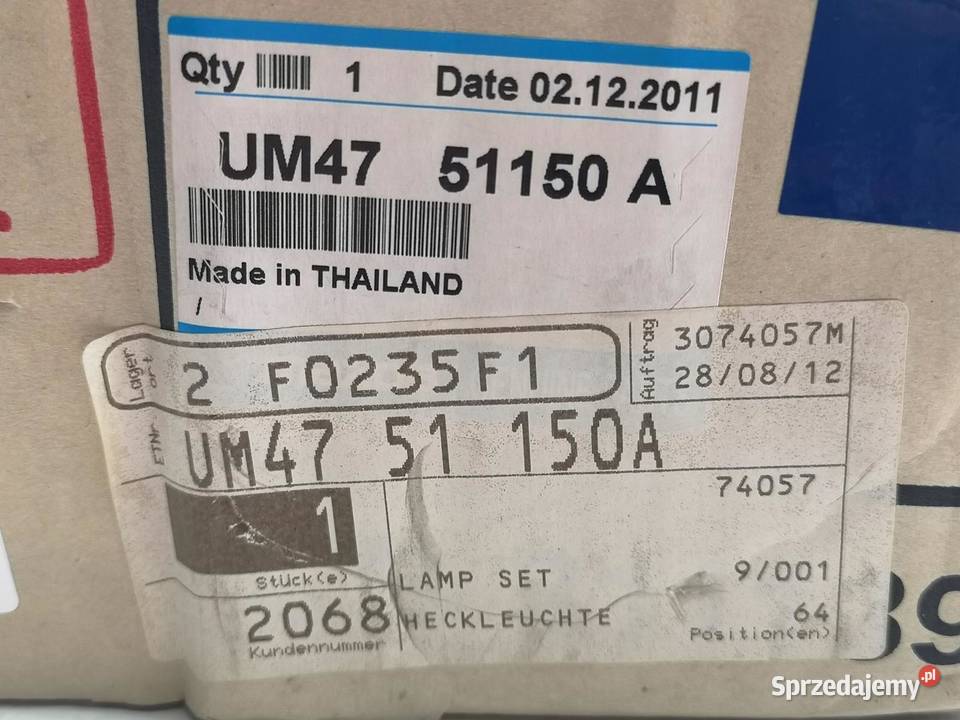 Qty 1 Date 02.12.2011
UM47 51150 A
Made in THAILAND
/
Lager
ort
2 F0235F1
Auftrag
3074057M
28/08/12
ETNr
UM47 51 150A
74057
1
Stück(e)
LAMP SET 9/001
2068
HECKLEUCHTE 64
Kundennummer
Position(en)
39
Sprzedajemy.pl